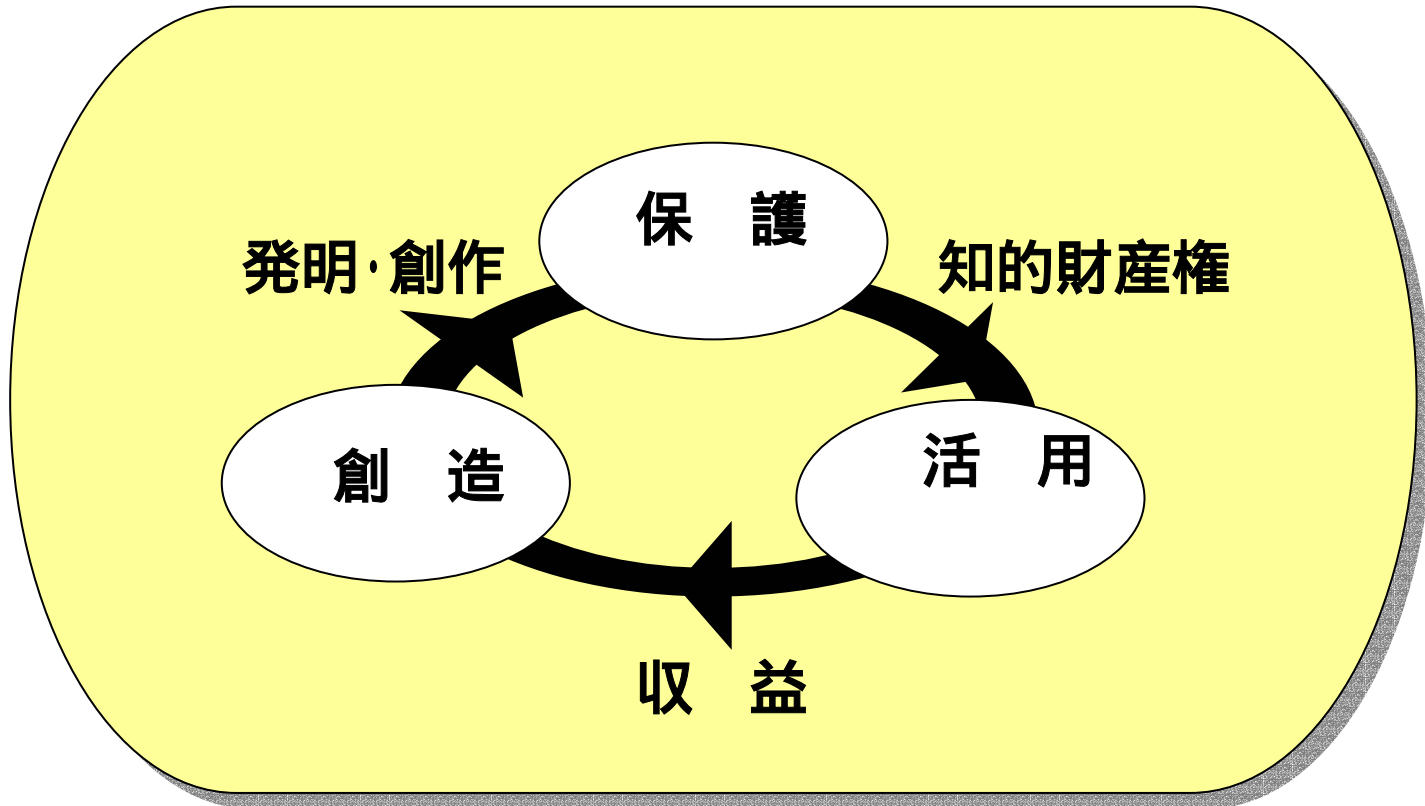 保　護
発明・創作
知的財産権
創　造
活　用
収　益